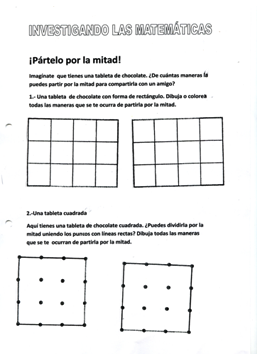 INVESTIGANDO LAS MATEMÁTICAS
¡Pártelo por la mitad!
Imagínate que tienes una tableta de chocolate. ¿De cuántas maneras la
puedes partir por la mitad para compartirla con un amigo?
1.- Una tableta de chocolate con forma de rectángulo. Dibuja o colorea
todas las maneras que se te ocurra de partirla por la mitad.
2.-Una tableta cuadrada
Aquí tienes una tableta de chocolate cuadrada. ¿Puedes dividirla por la
mitad uniendo los puncos con líneas rectas? Dibuja todas las maneras
que se te ocurran de partirla por la mitad.